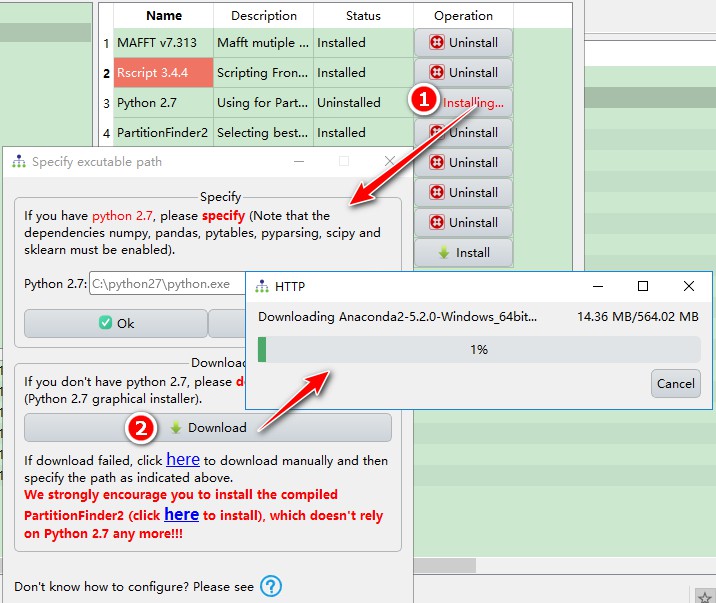 Name Description Status Operation
1 MAFFT v7.313 Mafft mutiple ... Installed Uninstall
2 Rscript 3.4.4 Scripting Fron... Installed Uninstall
3 Python 2.7 Using for Part... Uninstalled 1 Installing...
4 PartitionFinder2 Selecting best... Installed Uninstall
Uninstall
Uninstall
Uninstall
Install
Specify excutable path
Specify
If you have python 2.7, please specify (Note that the
dependencies numpy, pandas, pytables, pyparsing, scipy and
sklearn must be enabled).
Python 2.7: C:\python27\python.exe
Ok
HTTP
Downloading Anaconda2-5.2.0-Windows_64bit... 14.36 MB/564.02 MB
1%
Cancel
If you don't have python 2.7, please
(Python 2.7 graphical installer).
2 Download
If download failed, click here to download manually and then
specify the path as indicated above.
We strongly encourage you to install the compiled
PartitionFinder2 (click here to install), which doesn't rely
on Python 2.7 any more!!!
Don't know how to configure? Please see ?